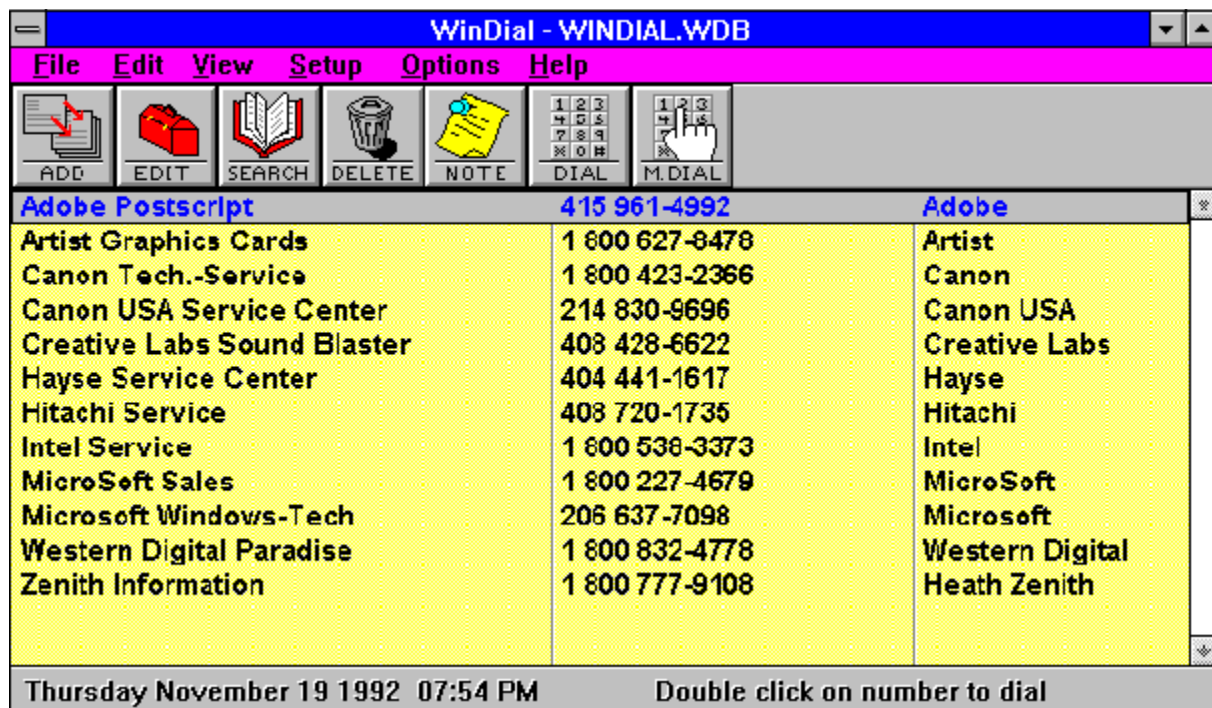 WinDial - WINDIAL.WDB
File Edit View Setup Options Help
ADD EDIT SEARCH DELETE NOTE DIAL M.DIAL
Adobe Postscript 415 961-4992 Adobe
Artist Graphics Cards 1 800 627-8478 Artist
Canon Tech.-Service 1 800 423-2366 Canon
Canon USA Service Center 214 830-9696 Canon USA
Creative Labs Sound Blaster 408 428-6622 Creative Labs
Hayse Service Center 404 441-1617 Hayse
Hitachi Service 408 720-1735 Hitachi
Intel Service 1 800 538-3373 Intel
MicroSoft Sales 1 800 227-4679 MicroSoft
Microsoft Windows-Tech 206 637-7098 Microsoft
Western Digital Paradise 1 800 832-4778 Western Digital
Zenith Information 1 800 777-9108 Heath Zenith
Thursday November 19 1992 07:54 PM Double click on number to dial